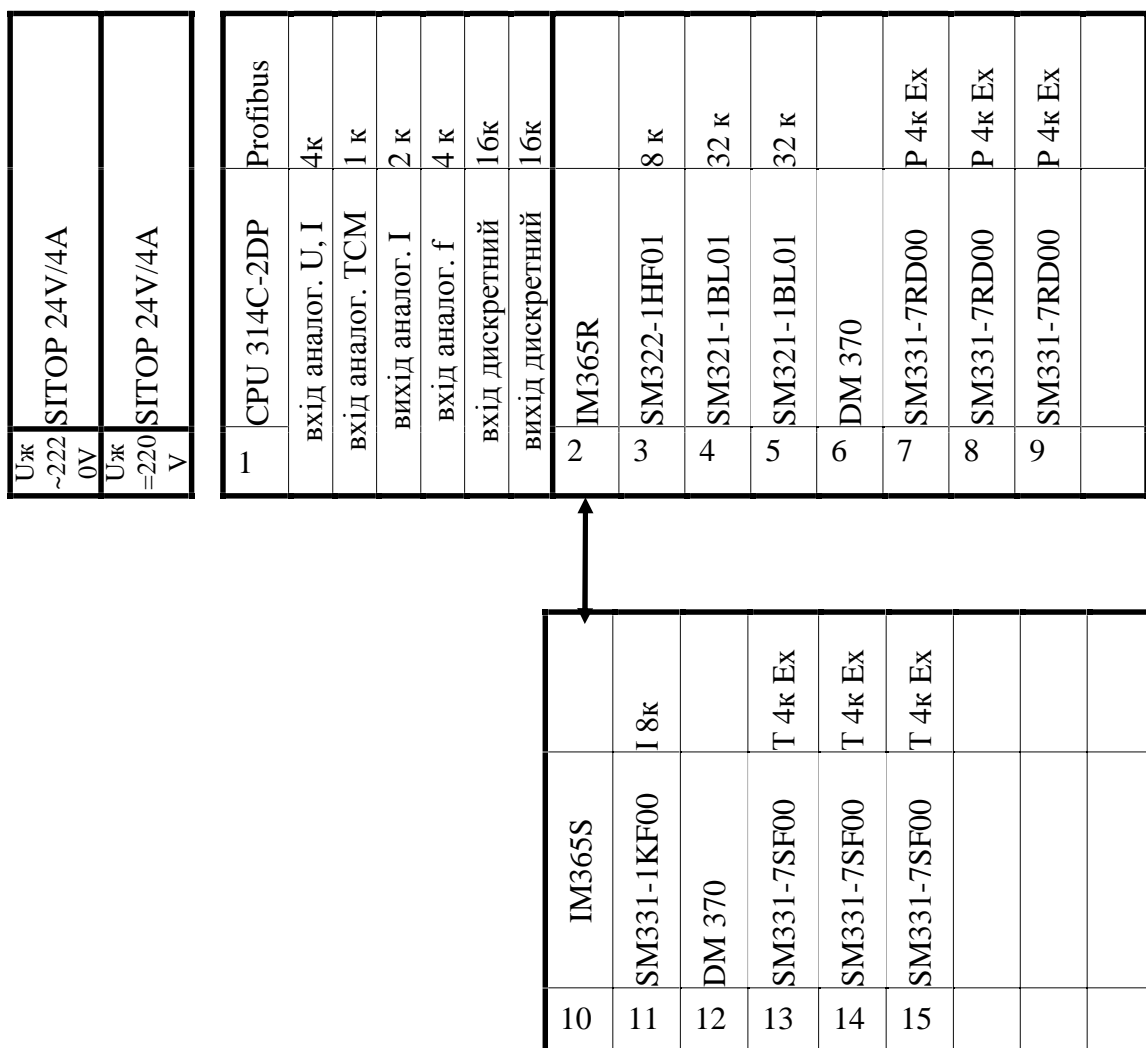 Uж ~222 0V
SITOP 24V/4A
Uж =220 V
SITOP 24V/4A
1
CPU 314C-2DP
Profibus
вхід аналог. U, I
4к
вхід аналог. ТСМ
1 к
вихід аналог. I
2 к
вхід аналог. f
4 к
вхід дискретний
16к
вихід дискретний
16к
2
IM365R
3
SM322-1HF01
8 к
4
SM321-1BL01
32 к
5
SM321-1BL01
32 к
6
DM 370
7
SM331-7RD00
P 4к Ex
8
SM331-7RD00
P 4к Ex
9
SM331-7RD00
P 4к Ex
10
IM365S
11
SM331-1KF00
I 8к
12
DM 370
13
SM331-7SF00
T 4к Ex
14
SM331-7SF00
T 4к Ex
15
SM331-7SF00
T 4к Ex